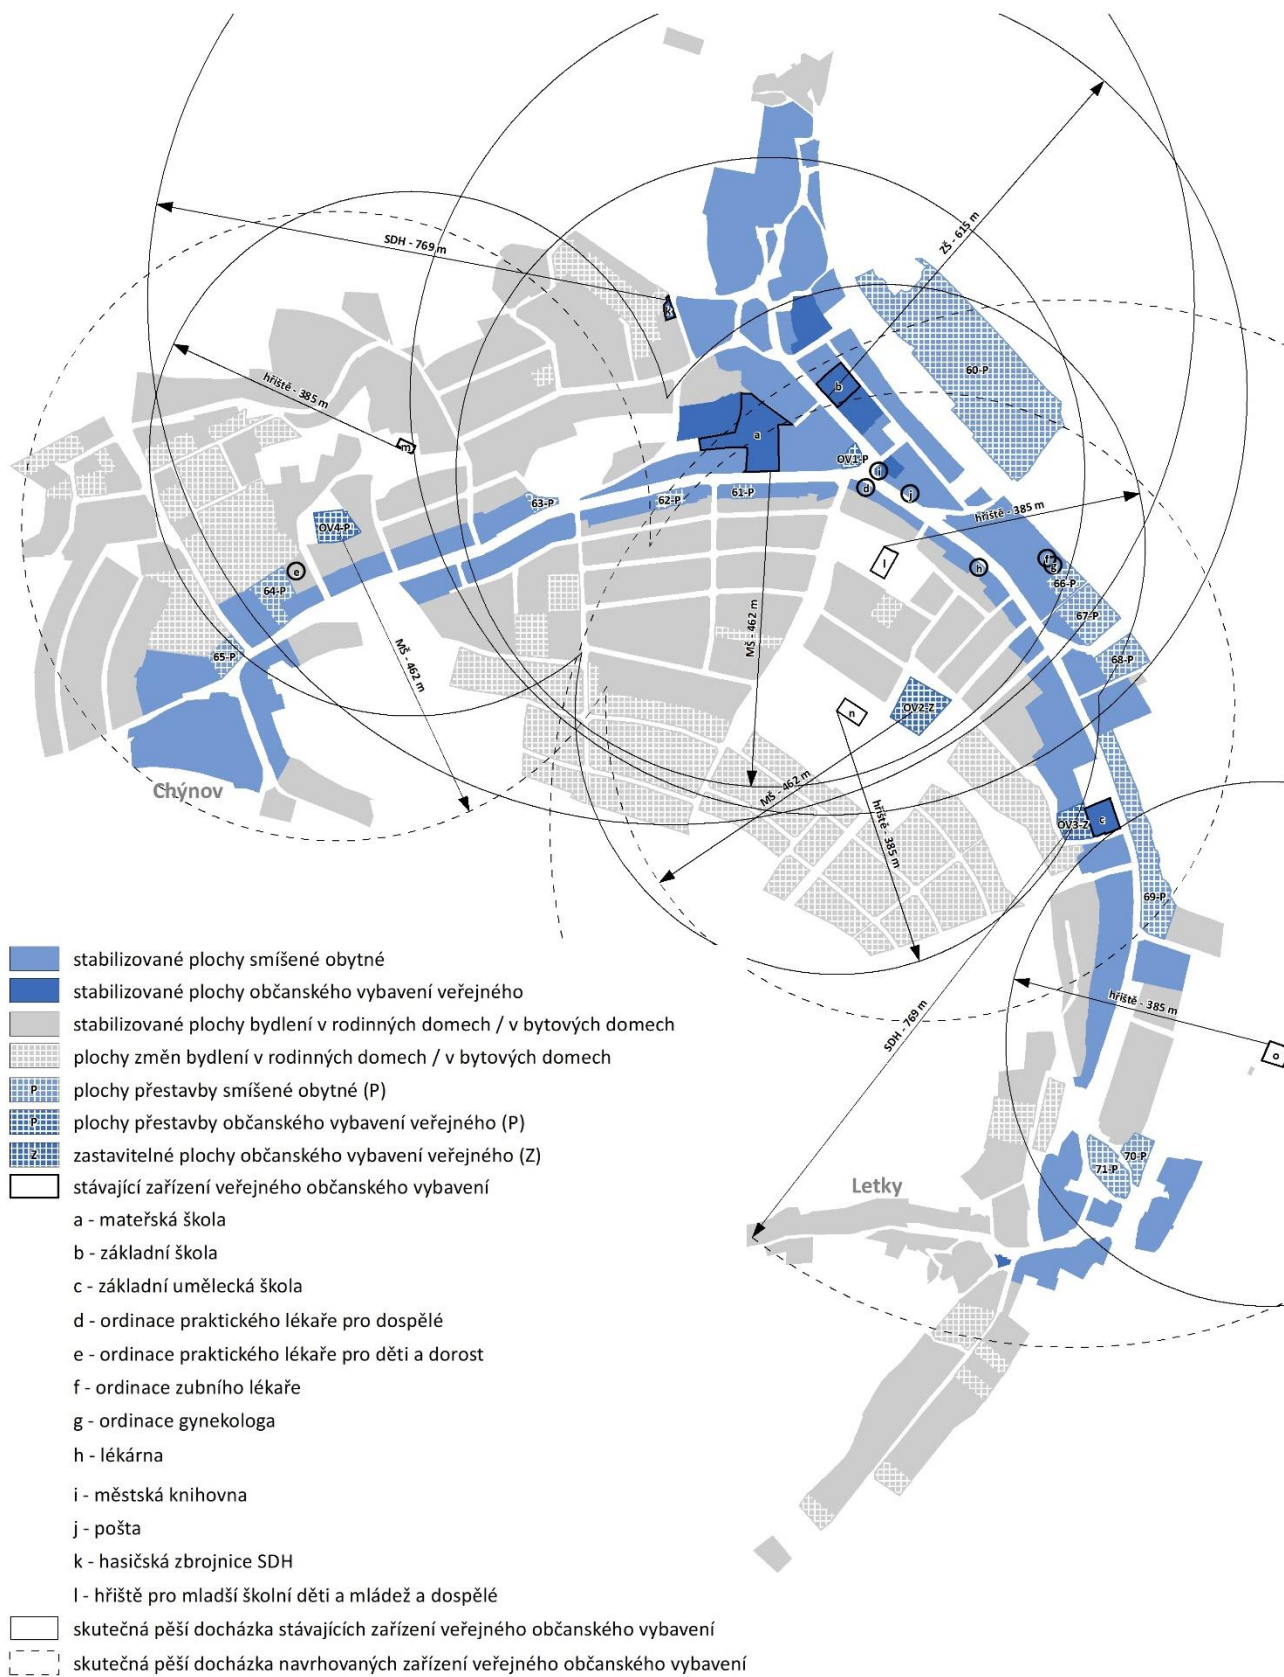 ZŠ - 615 m
SDH - 769 m
k
hřiště - 385 m
60-P
b
m
a
OV1-P
i
d
j
63-P
62-P
61-P
hřiště - 385 m
OV4-P
l
h
f
g
e
64-P
66-P
67-P
MŠ - 462 m
MŠ - 462 m
65-P
68-P
n
OV2-Z
Chýnov
MŠ - 462 m
hřiště - 385 m
OV3-Z
c
69-P
SDH - 769 m
hřiště - 385 m
o
70-P
71-P
Letky
stabilizované plochy smíšené obytné
stabilizované plochy občanského vybavení veřejného
stabilizované plochy bydlení v rodinných domech / v bytových domech
plochy změn bydlení v rodinných domech / v bytových domech
P plochy přestavby smíšené obytné (P)
P plochy přestavby občanského vybavení veřejného (P)
Z zastavitelné plochy občanského vybavení veřejného (Z)
stávající zařízení veřejného občanského vybavení
a - mateřská škola
b - základní škola
c - základní umělecká škola
d - ordinace praktického lékaře pro dospělé
e - ordinace praktického lékaře pro děti a dorost
f - ordinace zubního lékaře
g - ordinace gynekologa
h - lékárna
i - městská knihovna
j - pošta
k - hasičská zbrojnice SDH
l - hřiště pro mladší školní děti a mládež a dospělé
skutečná pěší docházka stávajících zařízení veřejného občanského vybavení
skutečná pěší docházka navrhovaných zařízení veřejného občanského vybavení